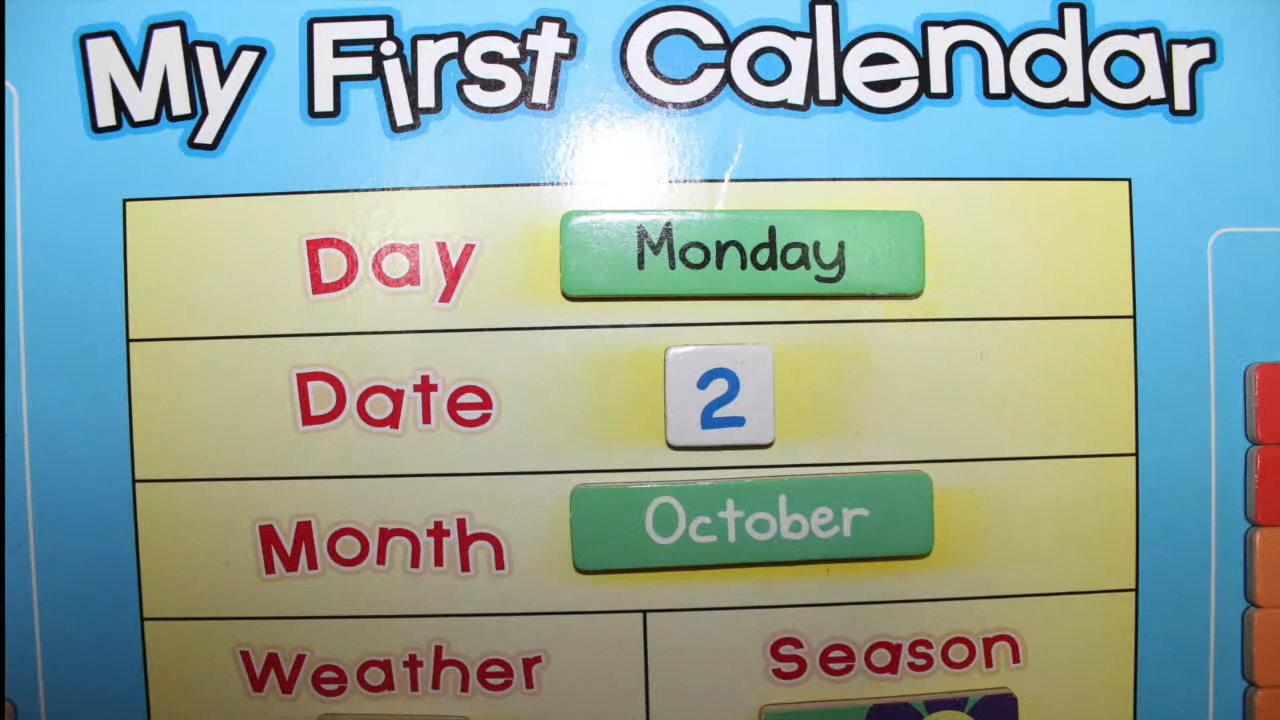 My First Calendar
Day Monday
Date 2
Month October
Weather Season